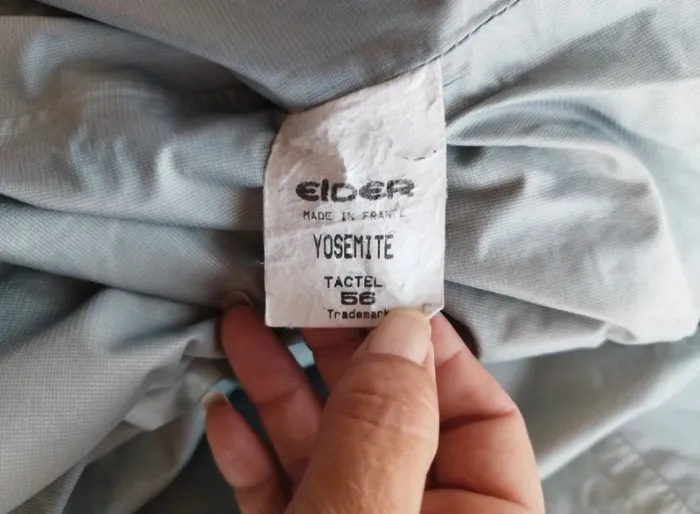 EIDER
MADE IN FRANCE
YOSEMITE
TACTEL
56
Trademark